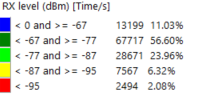 RX level (dBm) [Time/s]
< 0 and >= -67 13199 11.03%
< -67 and >= -77 67717 56.60%
< -77 and >= -87 28671 23.96%
< -87 and >= -95 7567 6.32%
< -95 2494 2.08%